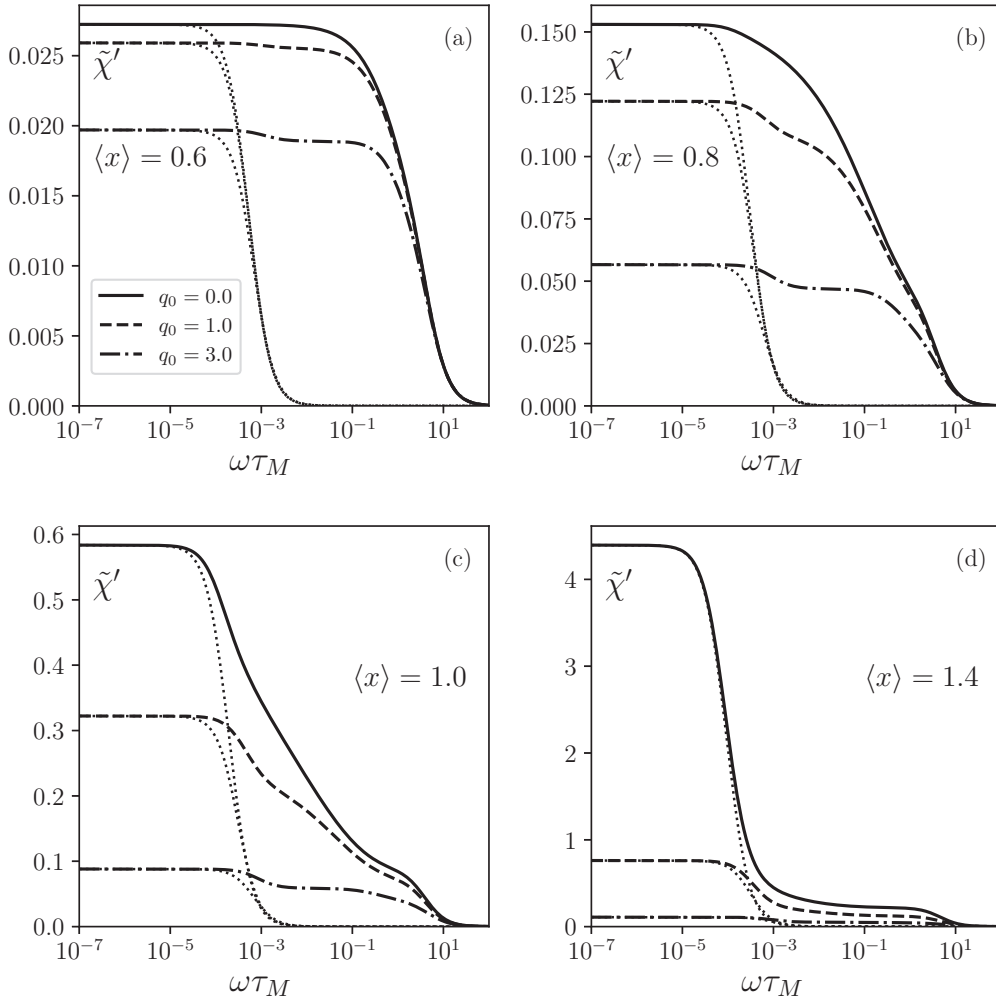 (a)
χ̃′
⟨x⟩ = 0.6
q₀ = 0.0
q₀ = 1.0
q₀ = 3.0
0.025
0.020
0.015
0.010
0.005
0.000
10⁻⁷ 10⁻⁵ 10⁻³ 10⁻¹ 10¹
ωτ_M
(b)
χ̃′
⟨x⟩ = 0.8
0.150
0.125
0.100
0.075
0.050
0.025
0.000
10⁻⁷ 10⁻⁵ 10⁻³ 10⁻¹ 10¹
ωτ_M
(c)
χ̃′
⟨x⟩ = 1.0
0.6
0.5
0.4
0.3
0.2
0.1
0.0
10⁻⁷ 10⁻⁵ 10⁻³ 10⁻¹ 10¹
ωτ_M
(d)
χ̃′
⟨x⟩ = 1.4
4
3
2
1
0
10⁻⁷ 10⁻⁵ 10⁻³ 10⁻¹ 10¹
ωτ_M